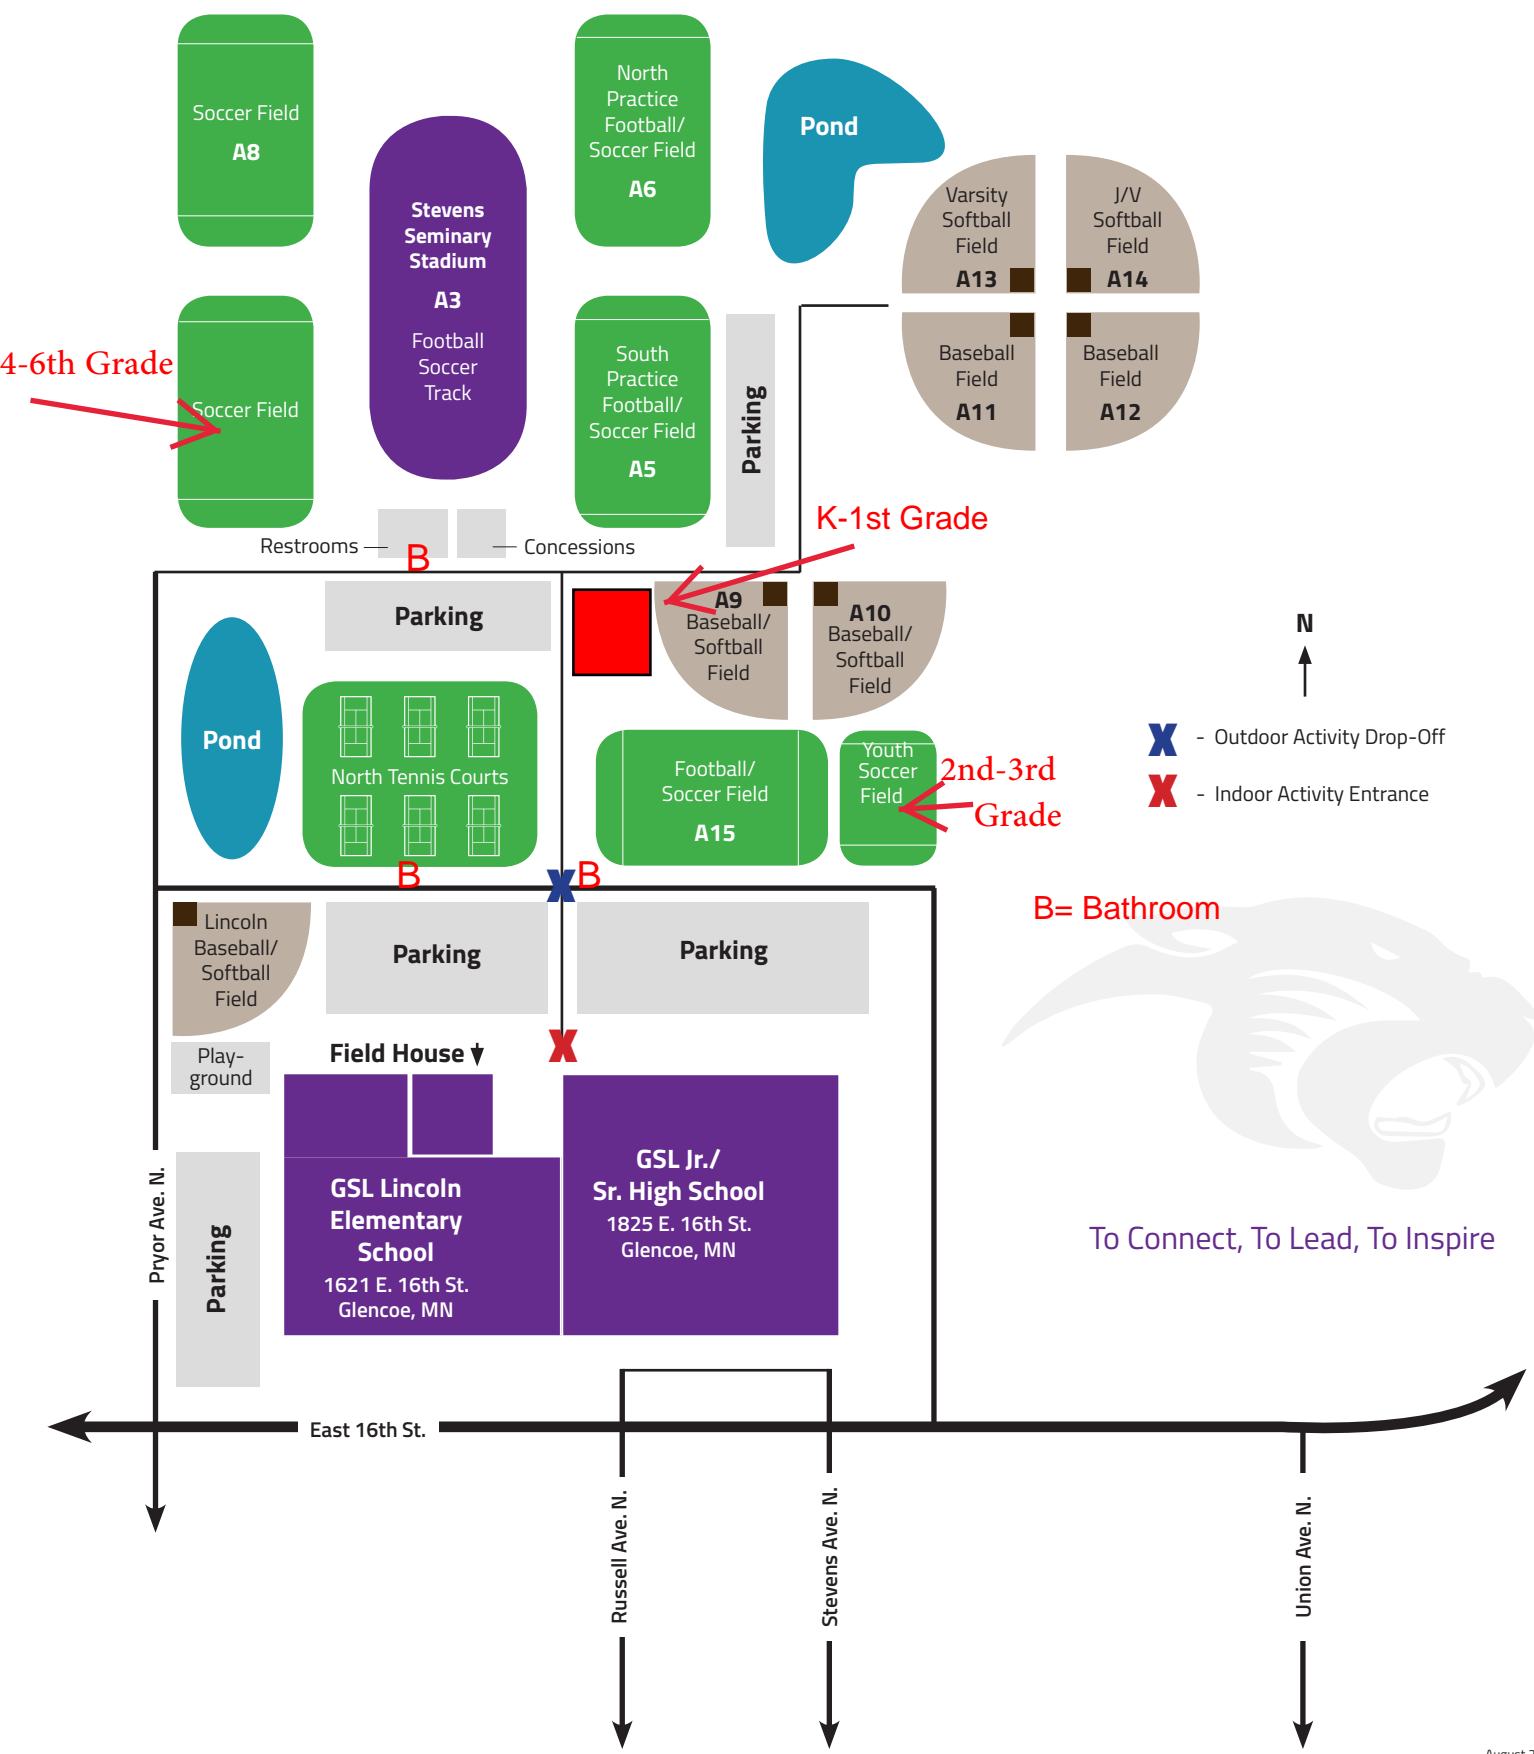 Soccer Field
A8
North
Practice
Football/
Soccer Field
A6
Pond
Stevens
Seminary
Stadium
A3
Football
Soccer
Track
Varsity
Softball
Field
A13
J/V
Softball
Field
A14
4-6th Grade
Soccer Field
South
Practice
Football/
Soccer Field
A5
Parking
Baseball
Field
A11
Baseball
Field
A12
K-1st Grade
Restrooms
B
Concessions
Parking
A9
Baseball/
Softball
Field
A10
Baseball/
Softball
Field
N
Pond
North Tennis Courts
Football/
Soccer Field
A15
Youth
Soccer
Field
2nd-3rd
Grade
X - Outdoor Activity Drop-Off
X - Indoor Activity Entrance
B
X
B
B= Bathroom
Lincoln
Baseball/
Softball
Field
Parking
Parking
Play-
ground
Field House
X
GSL Lincoln
Elementary
School
1621 E. 16th St.
Glencoe, MN
GSL Jr./
Sr. High School
1825 E. 16th St.
Glencoe, MN
Pryor Ave. N.
Parking
To Connect, To Lead, To Inspire
East 16th St.
Russell Ave. N.
Stevens Ave. N.
Union Ave. N.
August